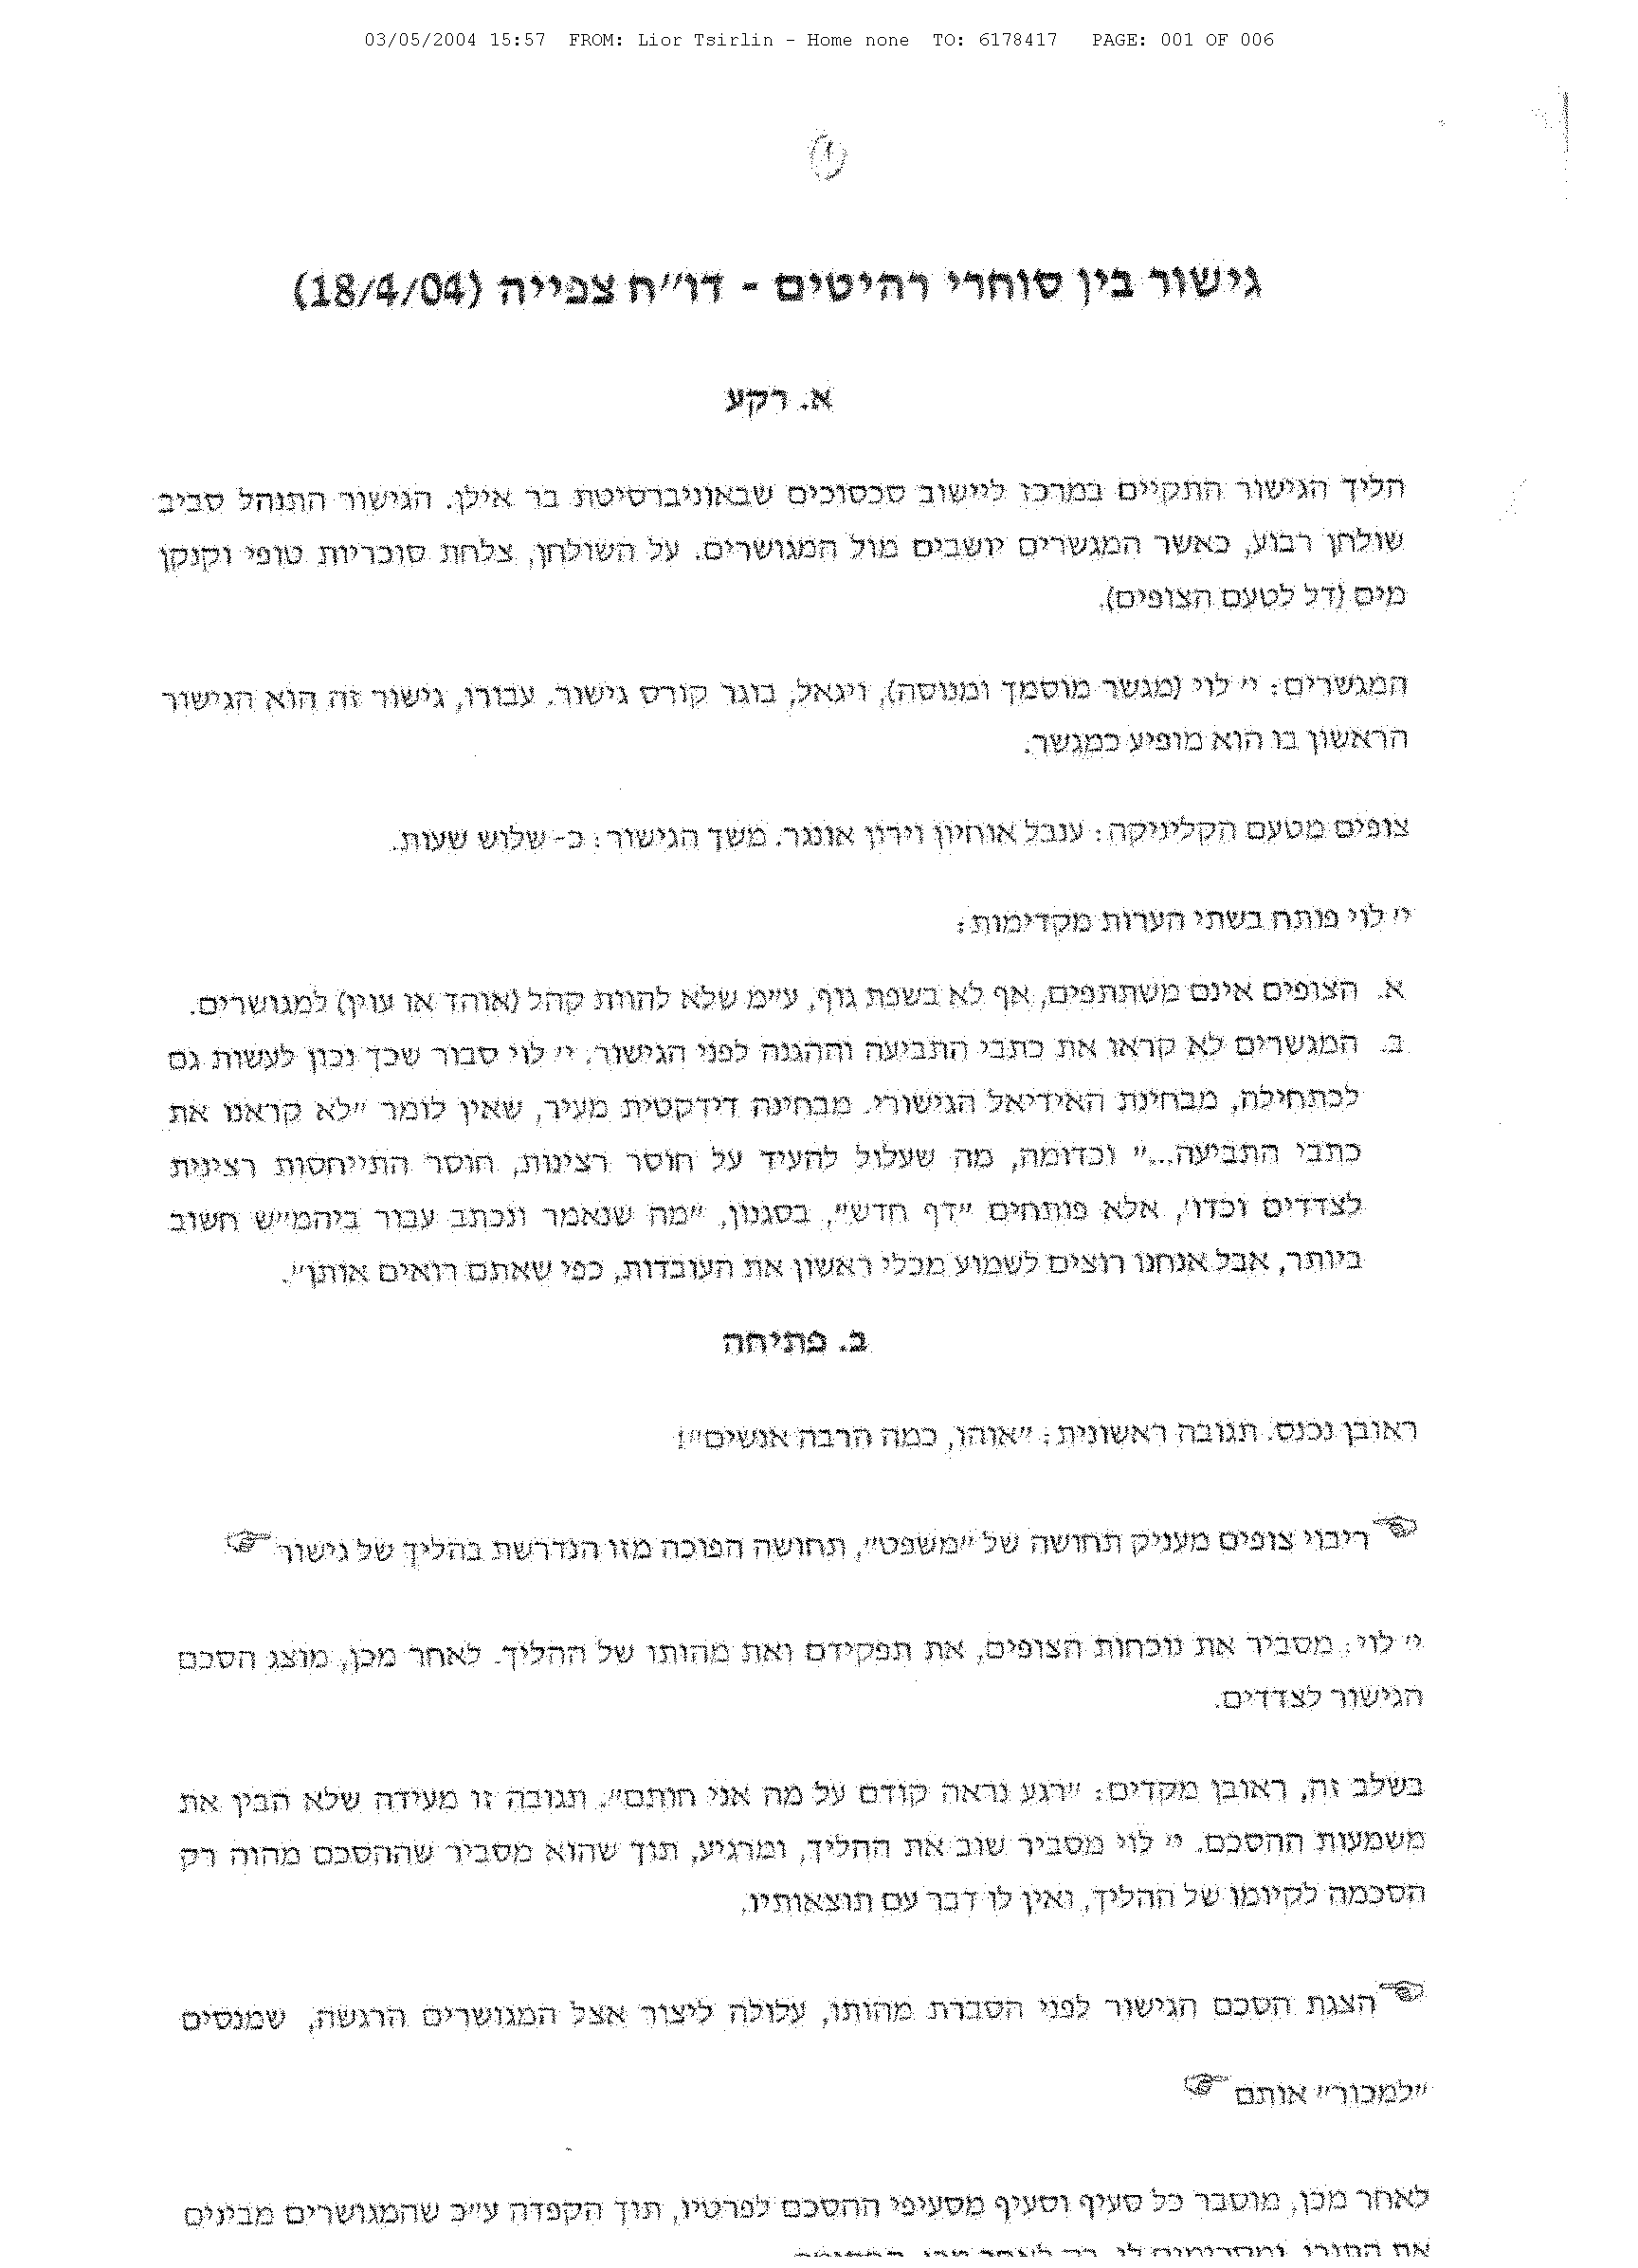 03/05/2004 15:57 FROM: Lior Tsirlin - Home none TO: 6178417 PAGE: 001 OF 006
1
גישור בין סוחרי רהיטים - דו״ח צפייה (18/4/04)
א. רקע
הליך הגישור התקיים במרכז ליישוב סכסוכים שבאוניברסיטת בר אילן. הגישור התנהל סביב
שולחן רבוע, כאשר המגשרים יושבים מול המגושרים. על השולחן, צלחת סוכריות טופי וקנקן
מים (דל לטעם הצופים).
המגשרים: י׳ לוי (מגשר מוסמך ומנוסה), ויגאל, בוגר קורס גישור. עבורו, גישור זה הוא הגישור
הראשון בו הוא מופיע כמגשר.
צופים מטעם הקליניקה: ענבל אוחיון וירון אונגר. משך הגישור: כ- שלוש שעות.
י׳ לוי פותח בשתי הערות מקדימות:
א. הצופים אינם משתתפים, אף לא בשפת גוף, ע״מ שלא להוות קהל (אוהד או עוין) למגושרים.
ב. המגשרים לא קראו את כתבי התביעה וההגנה לפני הגישור. י׳ לוי סבור שכך נכון לעשות גם
לכתחילה, מבחינת האידיאל הגישורי. מבחינה דידקטית מעיר, שאין לומר ״לא קראנו את
כתבי התביעה...״ וכדומה, מה שעלול להעיד על חוסר רצינות, חוסר התייחסות רצינית
לצדדים וכדו׳, אלא פותחים ״דף חדש״, בסגנון, ״מה שנאמר ונכתב עבור ביהמ״ש חשוב
ביותר, אבל אנחנו רוצים לשמוע מכלי ראשון את העובדות, כפי שאתם רואים אותן״.
ב. פתיחה
ראובן נכנס. תגובה ראשונית: ״אוהו, כמה הרבה אנשים״!
☜ריבוי צופים מעניק תחושה של ״משפט״, תחושה הפוכה מזו הנדרשת בהליך של גישור☞
י׳ לוי: מסביר את נוכחות הצופים, את תפקידם ואת מהותו של ההליך. לאחר מכן, מוצג הסכם
הגישור לצדדים.
בשלב זה, ראובן מקדים: ״רגע נראה קודם על מה אני חותם״. תגובה זו מעידה שלא הבין את
משמעות ההסכם. י׳ לוי מסביר שוב את ההליך, ומרגיע, תוך שהוא מסביר שההסכם מהוה רק
הסכמה לקיומו של ההליך, ואין לו דבר עם תוצאותיו.
☜הצגת הסכם הגישור לפני הסברת מהותו, עלולה ליצור אצל המגושרים הרגשה, שמנסים
״למכור״ אותם☞
לאחר מכן, מוסבר כל סעיף וסעיף מסעיפי ההסכם לפרטיו, תוך הקפדה ע״כ שהמגושרים מבינים